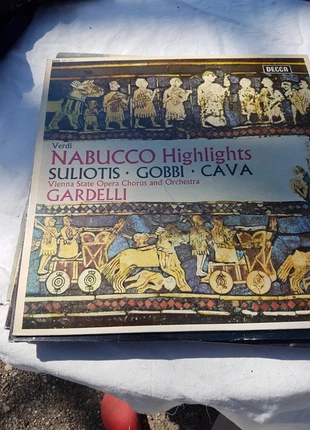 DECCA
Verdi
NABUCCO Highlights
SULIOTIS · GOBBI · CAVA
Vienna State Opera Chorus and Orchestra
GARDELLI